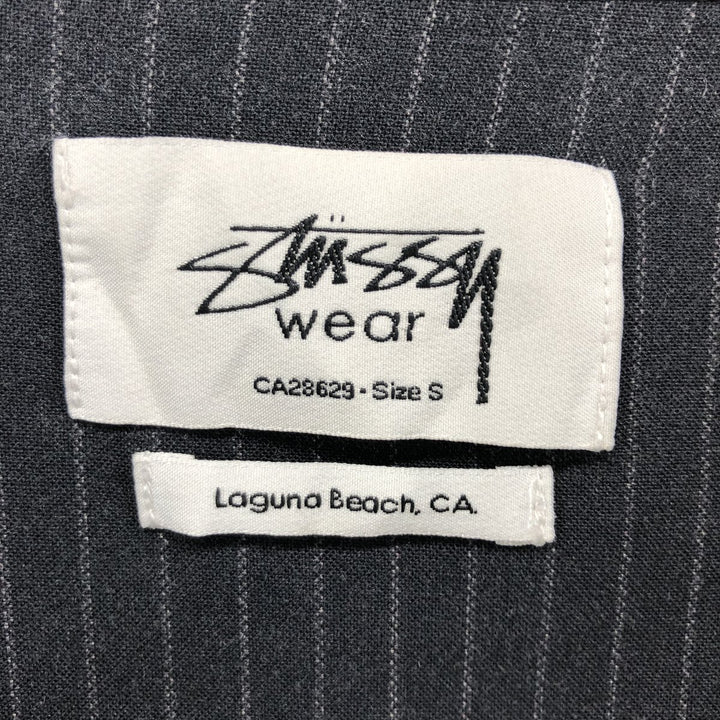 Stüssy
wear
CA28629 - Size S
Laguna Beach, CA.